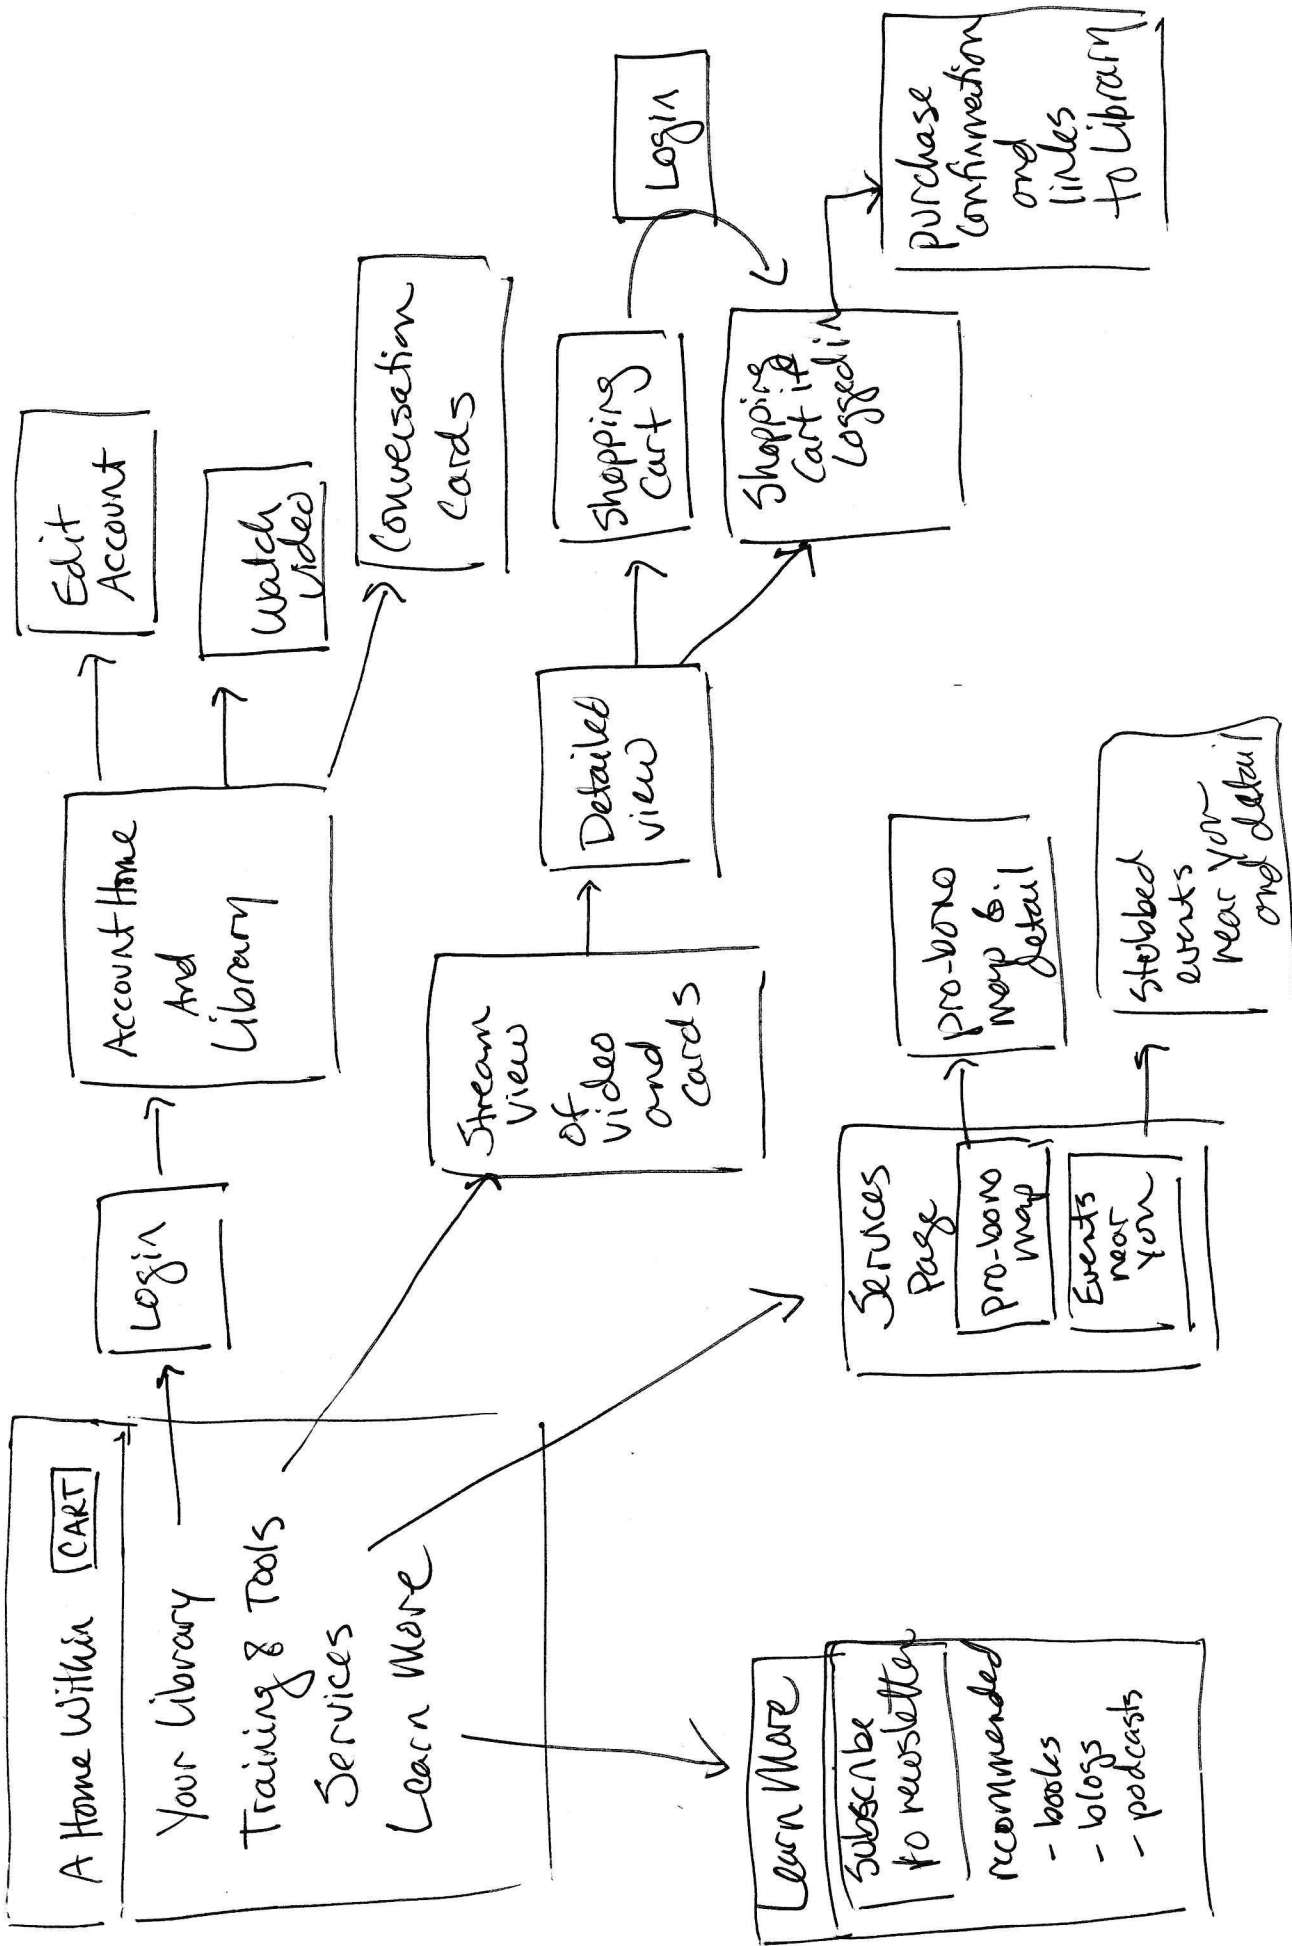 A Home Within
CART
Your Library
Training & Tools
Services
Learn More
Login
Account Home
And
Library
Edit
Account
Watch
Video
Conversation
cards
Stream
View
of
video
and
cards
Detailed
view
Shopping
Cart
Login
Shopping
Cart if
Logged in
purchase
confirmation
and
links
to Library
Services
Page
pro-bono
map
Events
near
you
pro-bono
map &
detail
Stubbed
events
near you
and detail
Learn More
Subscribe
to newsletter
recommended
- books
- blogs
- podcasts